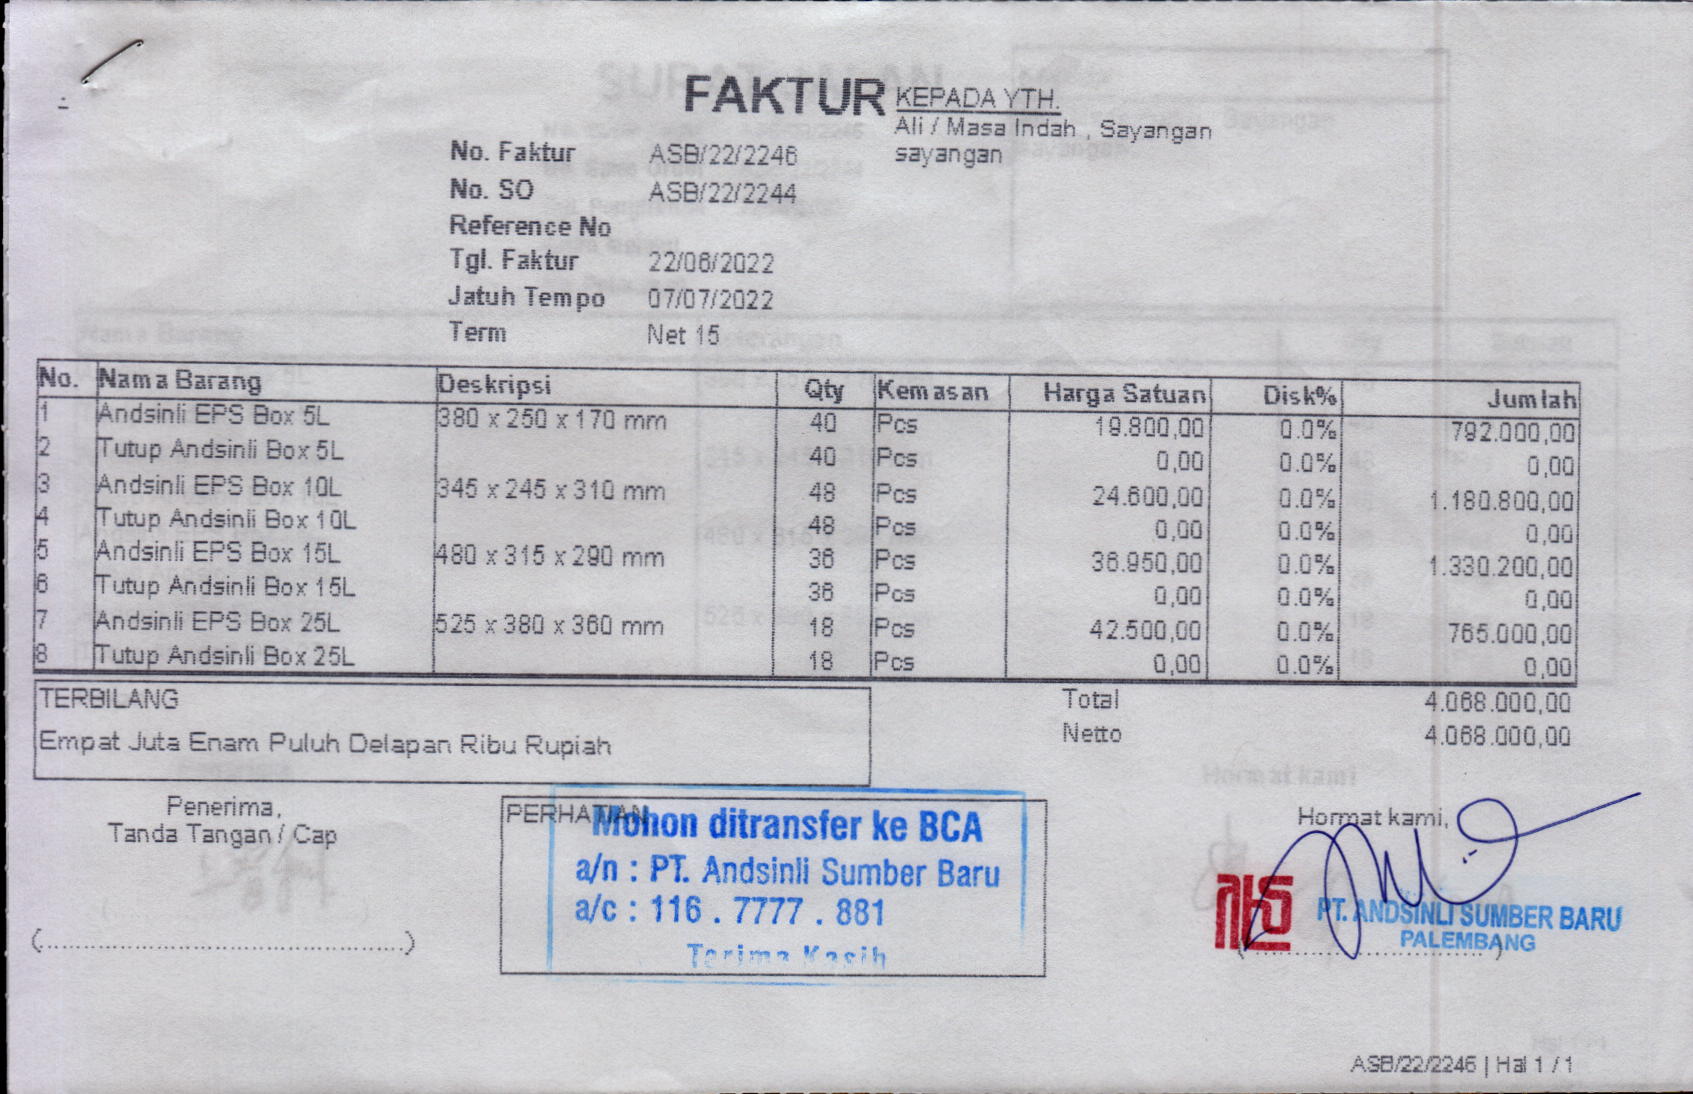 FAKTUR
KEPADA YTH.
Ali / Masa Indah , Sayangan
sayangan
No. Faktur ASB/22/2246
No. SO ASB/22/2244
Reference No
Tgl. Faktur 22/06/2022
Jatuh Tempo 07/07/2022
Term Net 15
No. Nama Barang Deskripsi Qty Kemasan Harga Satuan Disk% Jumlah
1 Andsinli EPS Box 5L 380 x 250 x 170 mm 40 Pcs 19.800,00 0.0% 792.000,00
2 Tutup Andsinli Box 5L 40 Pcs 0,00 0.0% 0,00
3 Andsinli EPS Box 10L 345 x 245 x 310 mm 48 Pcs 24.600,00 0.0% 1.180.800,00
4 Tutup Andsinli Box 10L 48 Pcs 0,00 0.0% 0,00
5 Andsinli EPS Box 15L 480 x 315 x 290 mm 36 Pcs 36.950,00 0.0% 1.330.200,00
6 Tutup Andsinli Box 15L 36 Pcs 0,00 0.0% 0,00
7 Andsinli EPS Box 25L 525 x 380 x 360 mm 18 Pcs 42.500,00 0.0% 765.000,00
8 Tutup Andsinli Box 25L 18 Pcs 0,00 0.0% 0,00
TERBILANG
Empat Juta Enam Puluh Delapan Ribu Rupiah
Total 4.068.000,00
Netto 4.068.000,00
Penerima,
Tanda Tangan / Cap
PERHATIAN
Mohon ditransfer ke BCA
a/n : PT. Andsinli Sumber Baru
a/c : 116 . 7777 . 881
Terima Kasih
Hormat kami,
PT. ANDSINLI SUMBER BARU
PALEMBANG
ASB/22/2246 | Hal 1 / 1